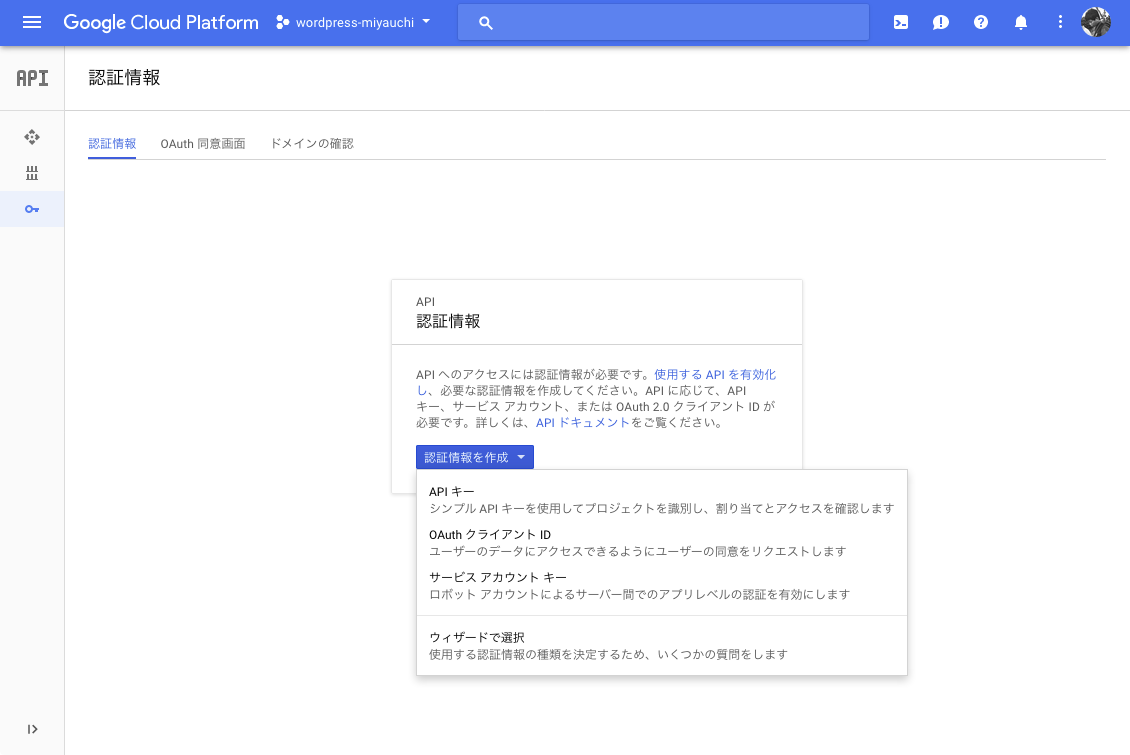 Google Cloud Platform
wordpress-miyauchi
API
認証情報
認証情報
OAuth 同意画面
ドメインの確認
API
認証情報
API へのアクセスには認証情報が必要です。使用する API を有効化
し、必要な認証情報を作成してください。API に応じて、API
キー、サービス アカウント、または OAuth 2.0 クライアント ID が
必要です。詳しくは、API ドキュメントをご覧ください。
認証情報を作成
API キー
シンプル API キーを使用してプロジェクトを識別し、割り当てとアクセスを確認します
OAuth クライアント ID
ユーザーのデータにアクセスできるようにユーザーの同意をリクエストします
サービス アカウント キー
ロボット アカウントによるサーバー間でのアプリレベルの認証を有効にします
ウィザードで選択
使用する認証情報の種類を決定するため、いくつかの質問をします